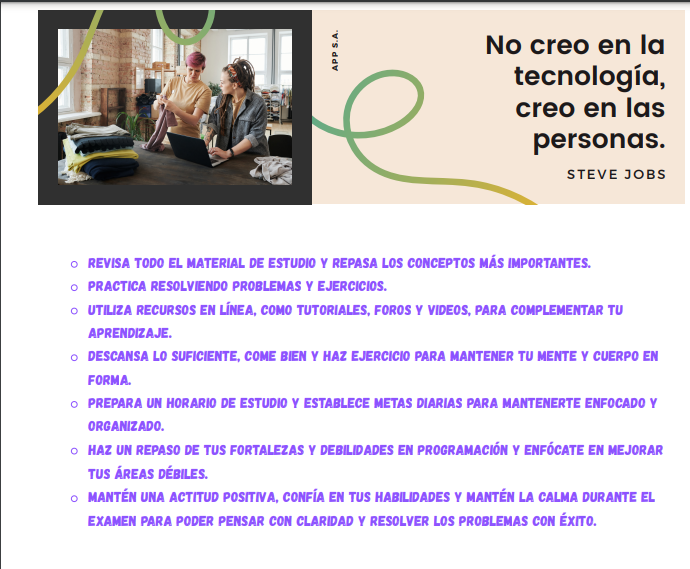 APP S.A.
No creo en la
tecnología,
creo en las
personas.
STEVE JOBS
REVISA TODO EL MATERIAL DE ESTUDIO Y REPASA LOS CONCEPTOS MÁS IMPORTANTES.
PRACTICA RESOLVIENDO PROBLEMAS Y EJERCICIOS.
UTILIZA RECURSOS EN LÍNEA, COMO TUTORIALES, FOROS Y VIDEOS, PARA COMPLEMENTAR TU
APRENDIZAJE.
DESCANSA LO SUFICIENTE, COME BIEN Y HAZ EJERCICIO PARA MANTENER TU MENTE Y CUERPO EN
FORMA.
PREPARA UN HORARIO DE ESTUDIO Y ESTABLECE METAS DIARIAS PARA MANTENERTE ENFOCADO Y
ORGANIZADO.
HAZ UN REPASO DE TUS FORTALEZAS Y DEBILIDADES EN PROGRAMACIÓN Y ENFÓCATE EN MEJORAR
TUS ÁREAS DÉBILES.
MANTÉN UNA ACTITUD POSITIVA, CONFÍA EN TUS HABILIDADES Y MANTÉN LA CALMA DURANTE EL
EXAMEN PARA PODER PENSAR CON CLARIDAD Y RESOLVER LOS PROBLEMAS CON ÉXITO.